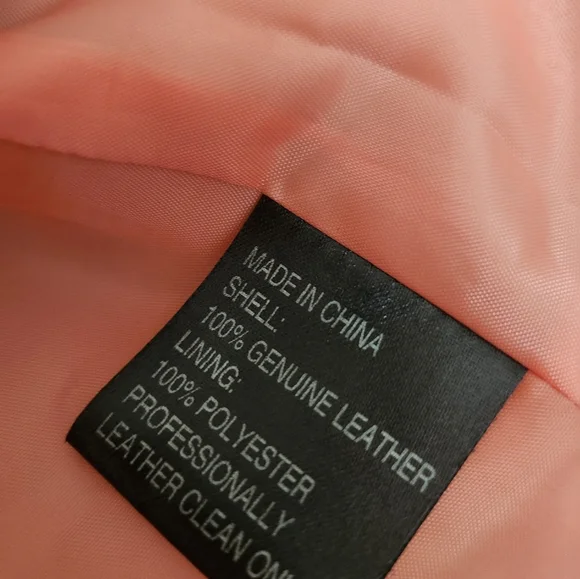 MADE IN CHINA
SHELL:
100% GENUINE LEATHER
LINING:
100% POLYESTER
PROFESSIONALLY
LEATHER CLEAN